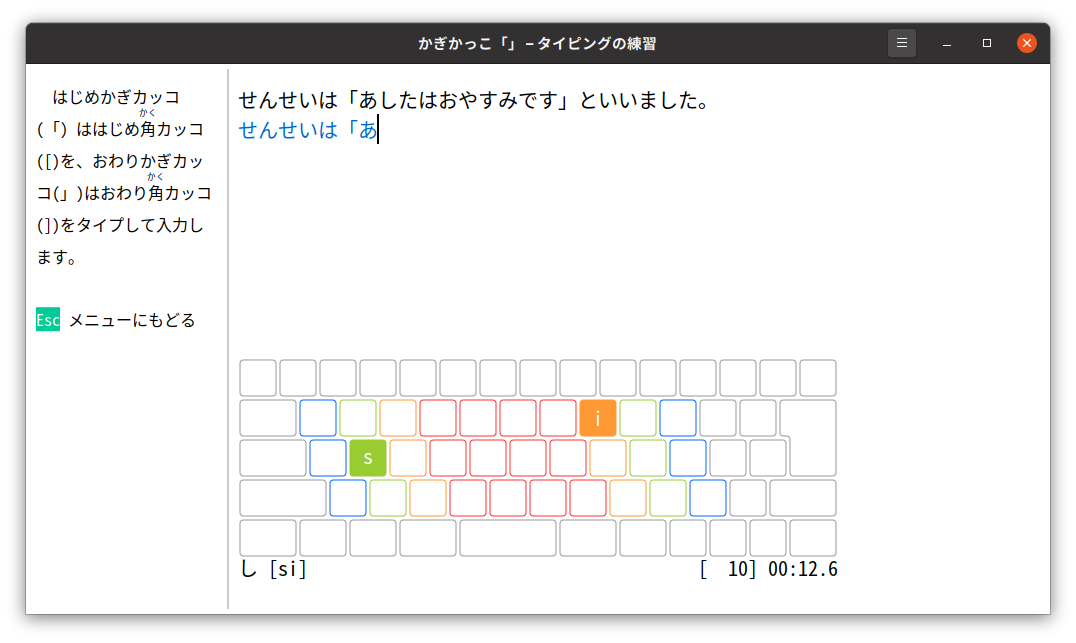 かぎかっこ「」 – タイピングの練習
はじめかぎカッコ
かく
(「) ははじめ角カッコ
([)を、おわりかぎカッ
かく
コ(」)はおわり角カッコ
(])をタイプして入力し
ます。
Esc メニューにもどる
せんせいは「あしたはおやすみです」といいました。
せんせいは「あ
i
s
し [si]
[ 10] 00:12.6